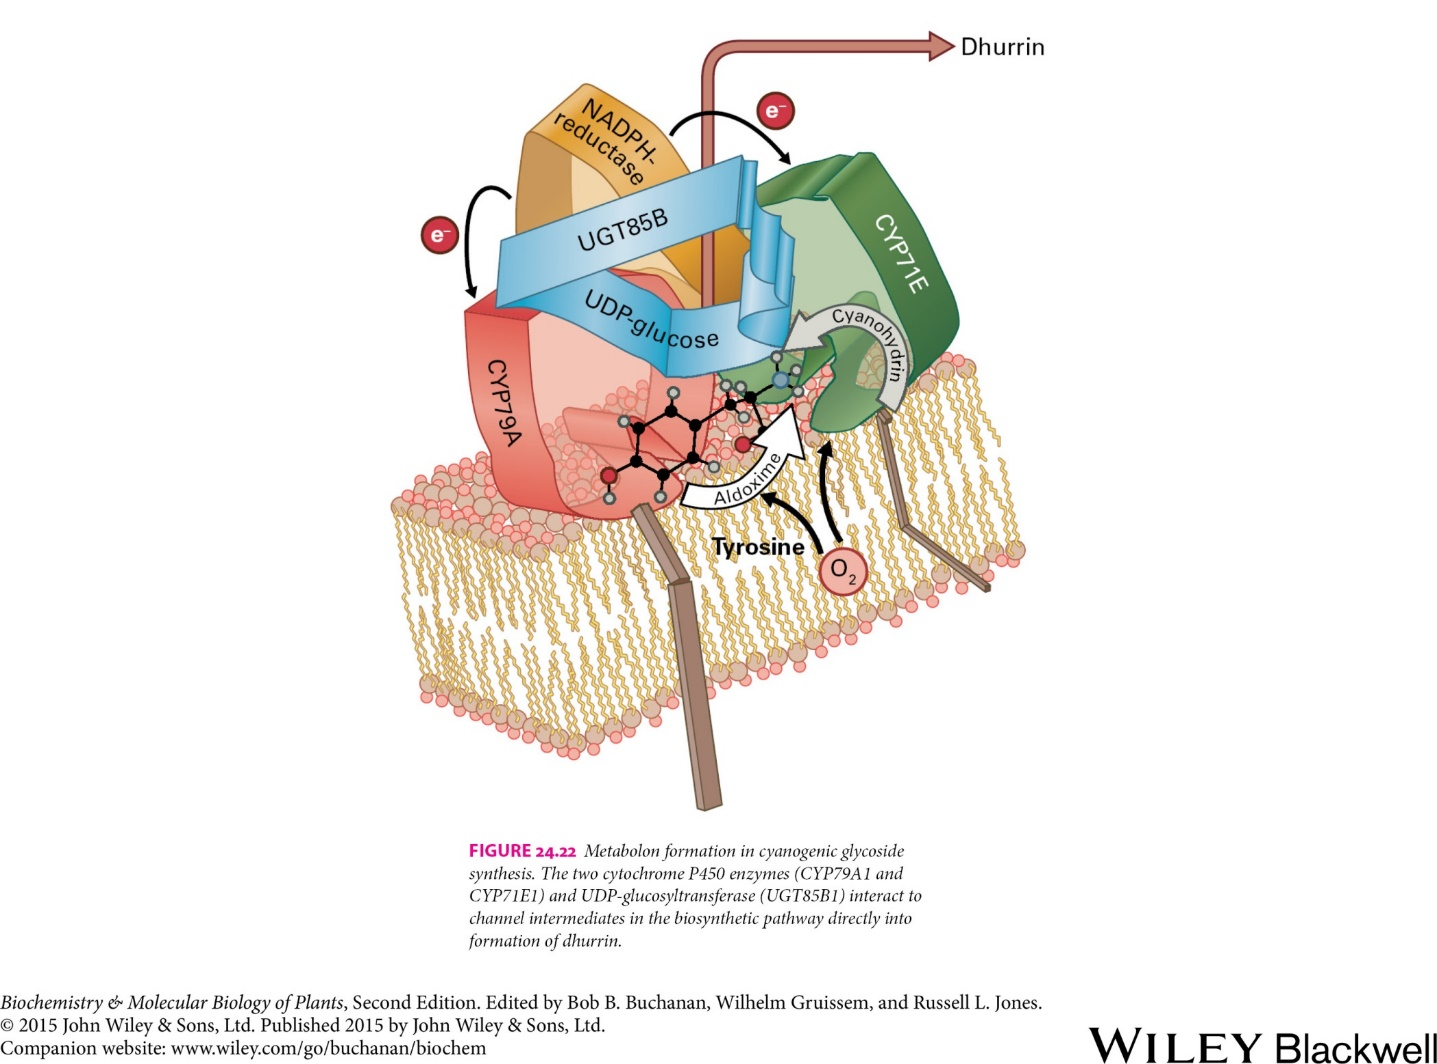 Dhurrin
e⁻
NADPH-
reductase
UGT85B
CYP71E
e⁻
UDP-glucose
Cyanohydrin
CYP79A
Aldoxime
Tyrosine
O₂
FIGURE 24.22 Metabolon formation in cyanogenic glycoside
synthesis. The two cytochrome P450 enzymes (CYP79A1 and
CYP71E1) and UDP-glucosyltransferase (UGT85B1) interact to
channel intermediates in the biosynthetic pathway directly into
formation of dhurrin.
Biochemistry & Molecular Biology of Plants, Second Edition. Edited by Bob B. Buchanan, Wilhelm Gruissem, and Russell L. Jones.
© 2015 John Wiley & Sons, Ltd. Published 2015 by John Wiley & Sons, Ltd.
Companion website: www.wiley.com/go/buchanan/biochem
WILEY Blackwell